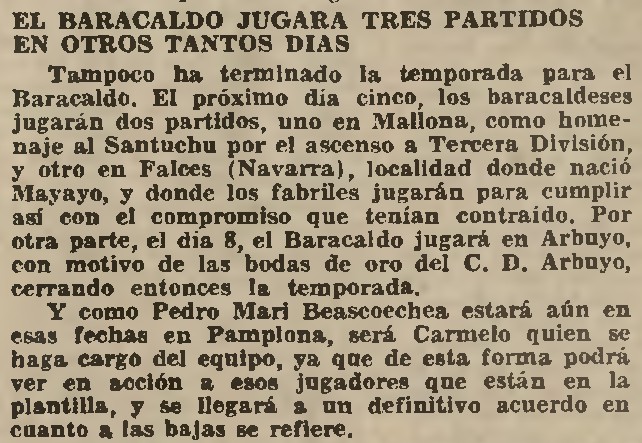 EL BARACALDO JUGARA TRES PARTIDOS
EN OTROS TANTOS DIAS
Tampoco ha terminado la temporada para el
Baracaldo. El próximo día cinco, los baracaldeses
jugarán dos partidos, uno en Mallona, como home-
naje al Santuchu por el ascenso a Tercera División,
y otro en Falces (Navarra), localidad donde nació
Mayayo, y donde los fabriles jugarán para cumplir
así con el compromiso que tenían contraído. Por
otra parte, el día 8, el Baracaldo jugará en Arbuyo,
con motivo de las bodas de oro del C. D. Arbuyo,
cerrando entonces la temporada.
Y como Pedro Mari Beascoechea estará aún en
esas fechas en Pamplona, será Carmelo quien se
haga cargo del equipo, ya que de esta forma podrá
ver en acción a esos jugadores que están en la
plantilla, y se llegará a un definitivo acuerdo en
cuanto a las bajas se refiere.